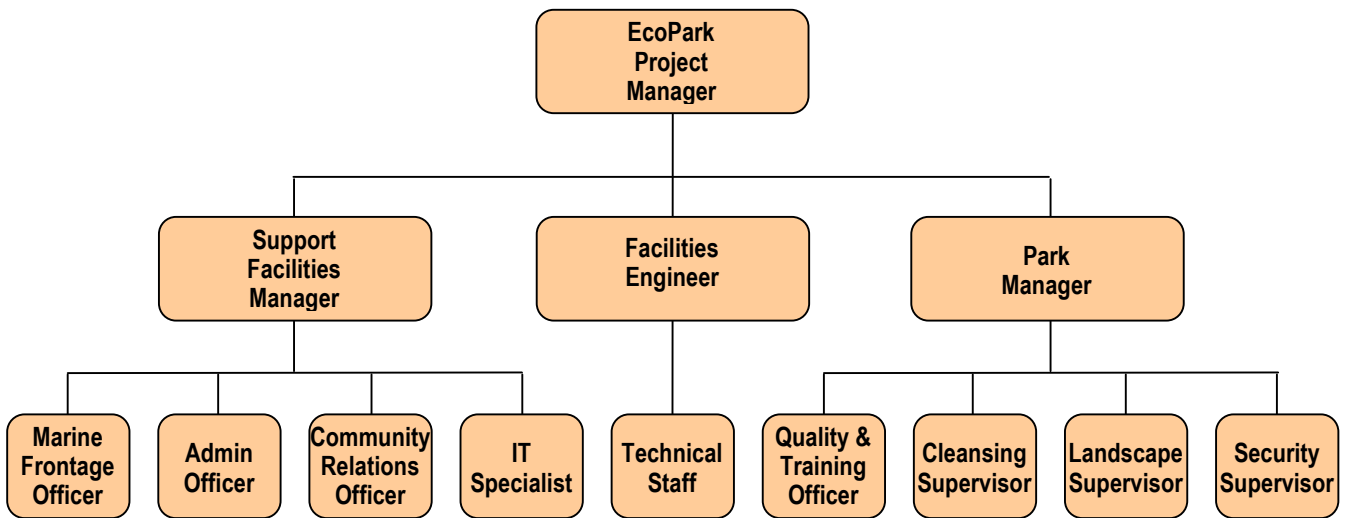 EcoPark
Project
Manager
Support
Facilities
Manager
Facilities
Engineer
Park
Manager
Marine
Frontage
Officer
Admin
Officer
Community
Relations
Officer
IT
Specialist
Technical
Staff
Quality &
Training
Officer
Cleansing
Supervisor
Landscape
Supervisor
Security
Supervisor